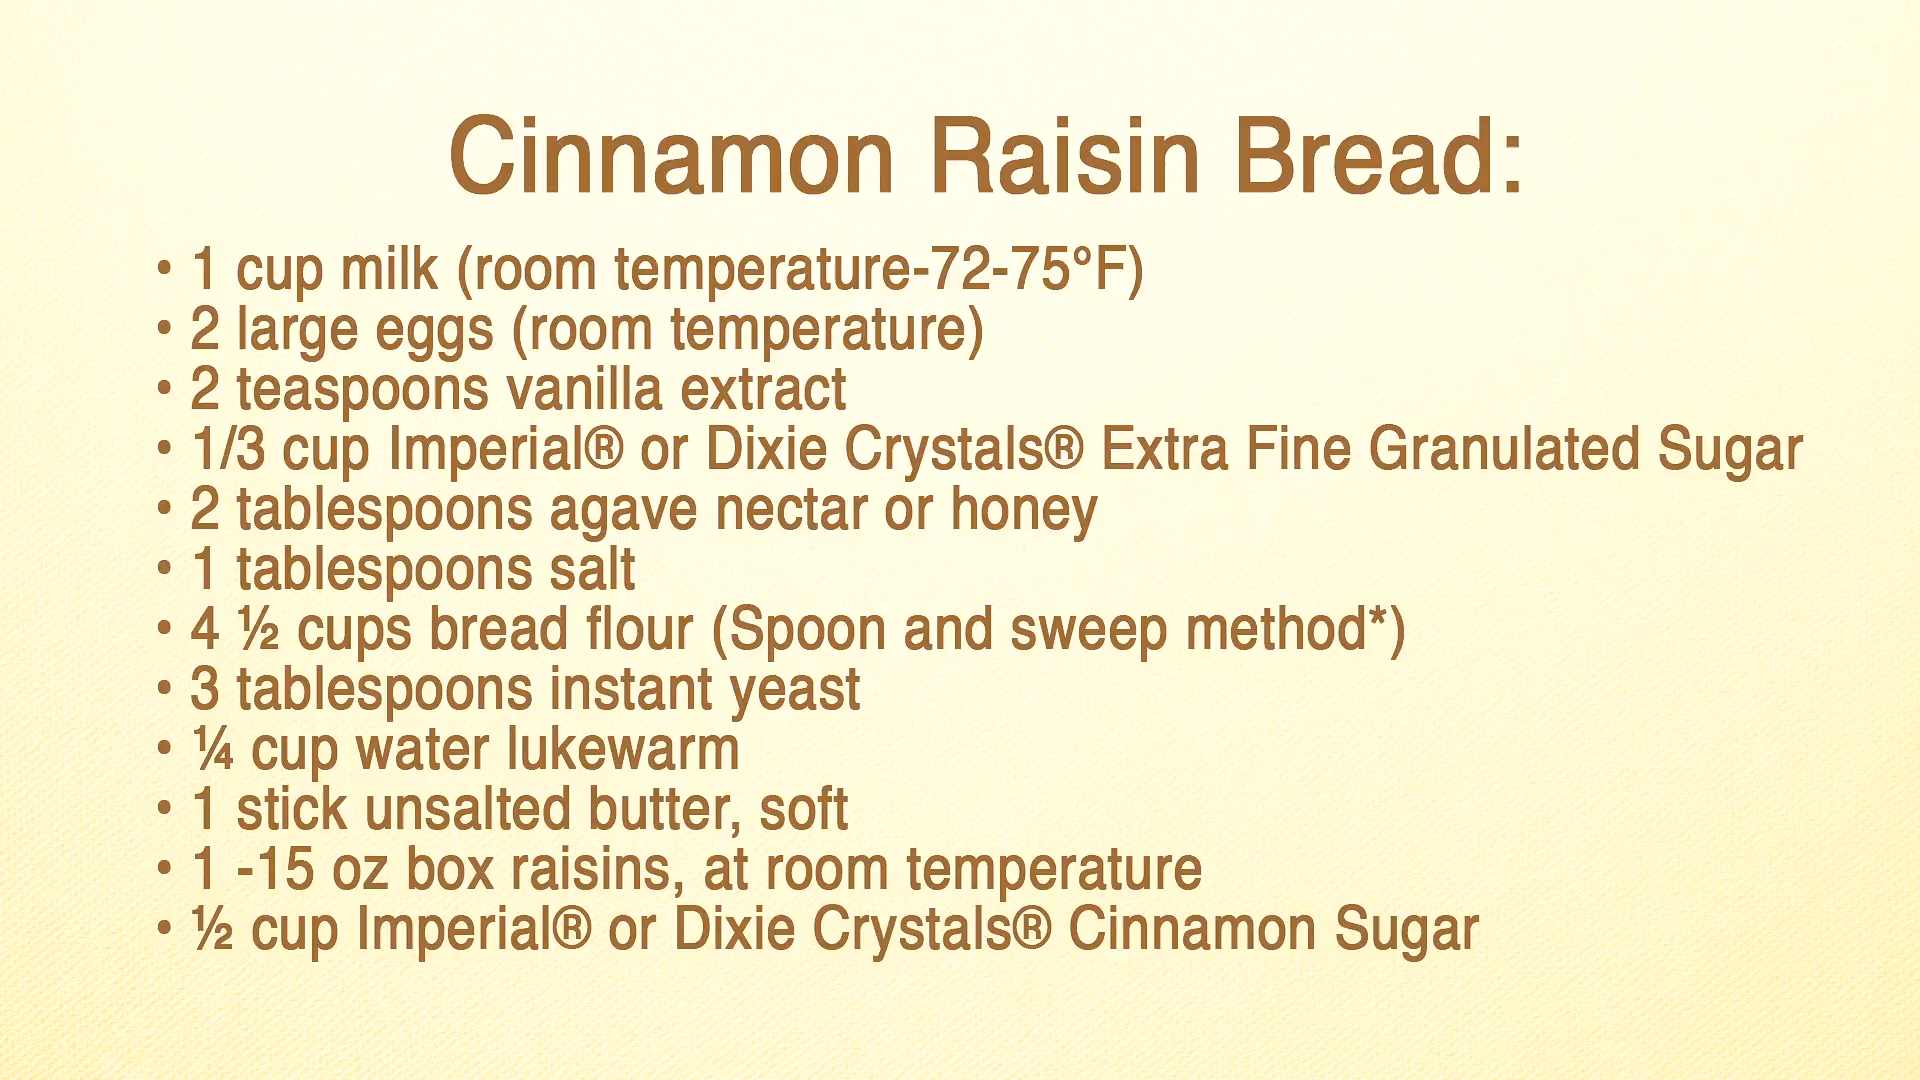 Cinnamon Raisin Bread:
• 1 cup milk (room temperature-72-75°F)
• 2 large eggs (room temperature)
• 2 teaspoons vanilla extract
• 1/3 cup Imperial® or Dixie Crystals® Extra Fine Granulated Sugar
• 2 tablespoons agave nectar or honey
• 1 tablespoons salt
• 4 ½ cups bread flour (Spoon and sweep method*)
• 3 tablespoons instant yeast
• ¼ cup water lukewarm
• 1 stick unsalted butter, soft
• 1 -15 oz box raisins, at room temperature
• ½ cup Imperial® or Dixie Crystals® Cinnamon Sugar